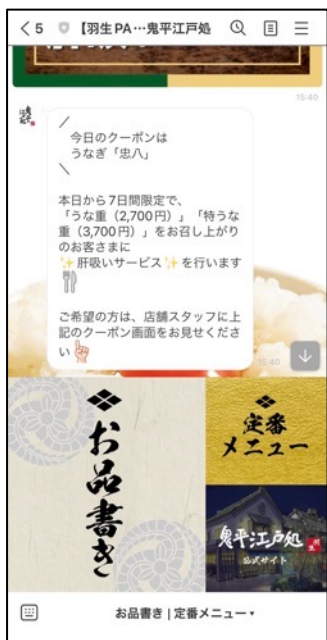 5 【羽生PA…鬼平江戸処
15:40
／
今日のクーポンは
うなぎ「忠八」
＼
本日から7日間限定で、
「うな重（2,700円）」「特うな
重（3,700円）」をお召し上がり
のお客さまに
✨肝吸いサービス✨を行います
🍴
ご希望の方は、店舗スタッフに上
記のクーポン画面をお見せくださ
い☝
15:40
お品書き
定番
メニュー
鬼平江戸処 羽生
公式サイト
お品書き | 定番メニュー▾